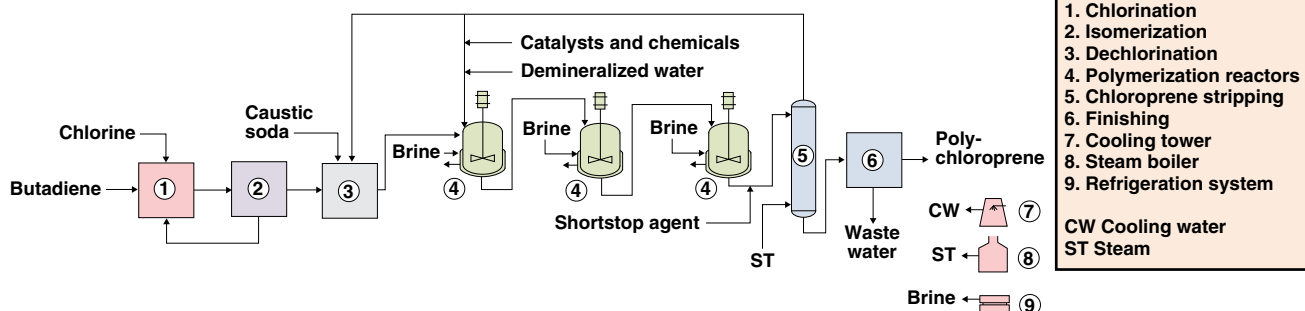 Catalysts and chemicals
Demineralized water
Chlorine
Caustic
soda
Butadiene
Brine
Brine
Brine
1
2
3
4
4
4
5
6
Poly-
chloroprene
Shortstop agent
ST
Waste
water
CW
7
ST
8
Brine
9
1. Chlorination
2. Isomerization
3. Dechlorination
4. Polymerization reactors
5. Chloroprene stripping
6. Finishing
7. Cooling tower
8. Steam boiler
9. Refrigeration system
CW Cooling water
ST Steam